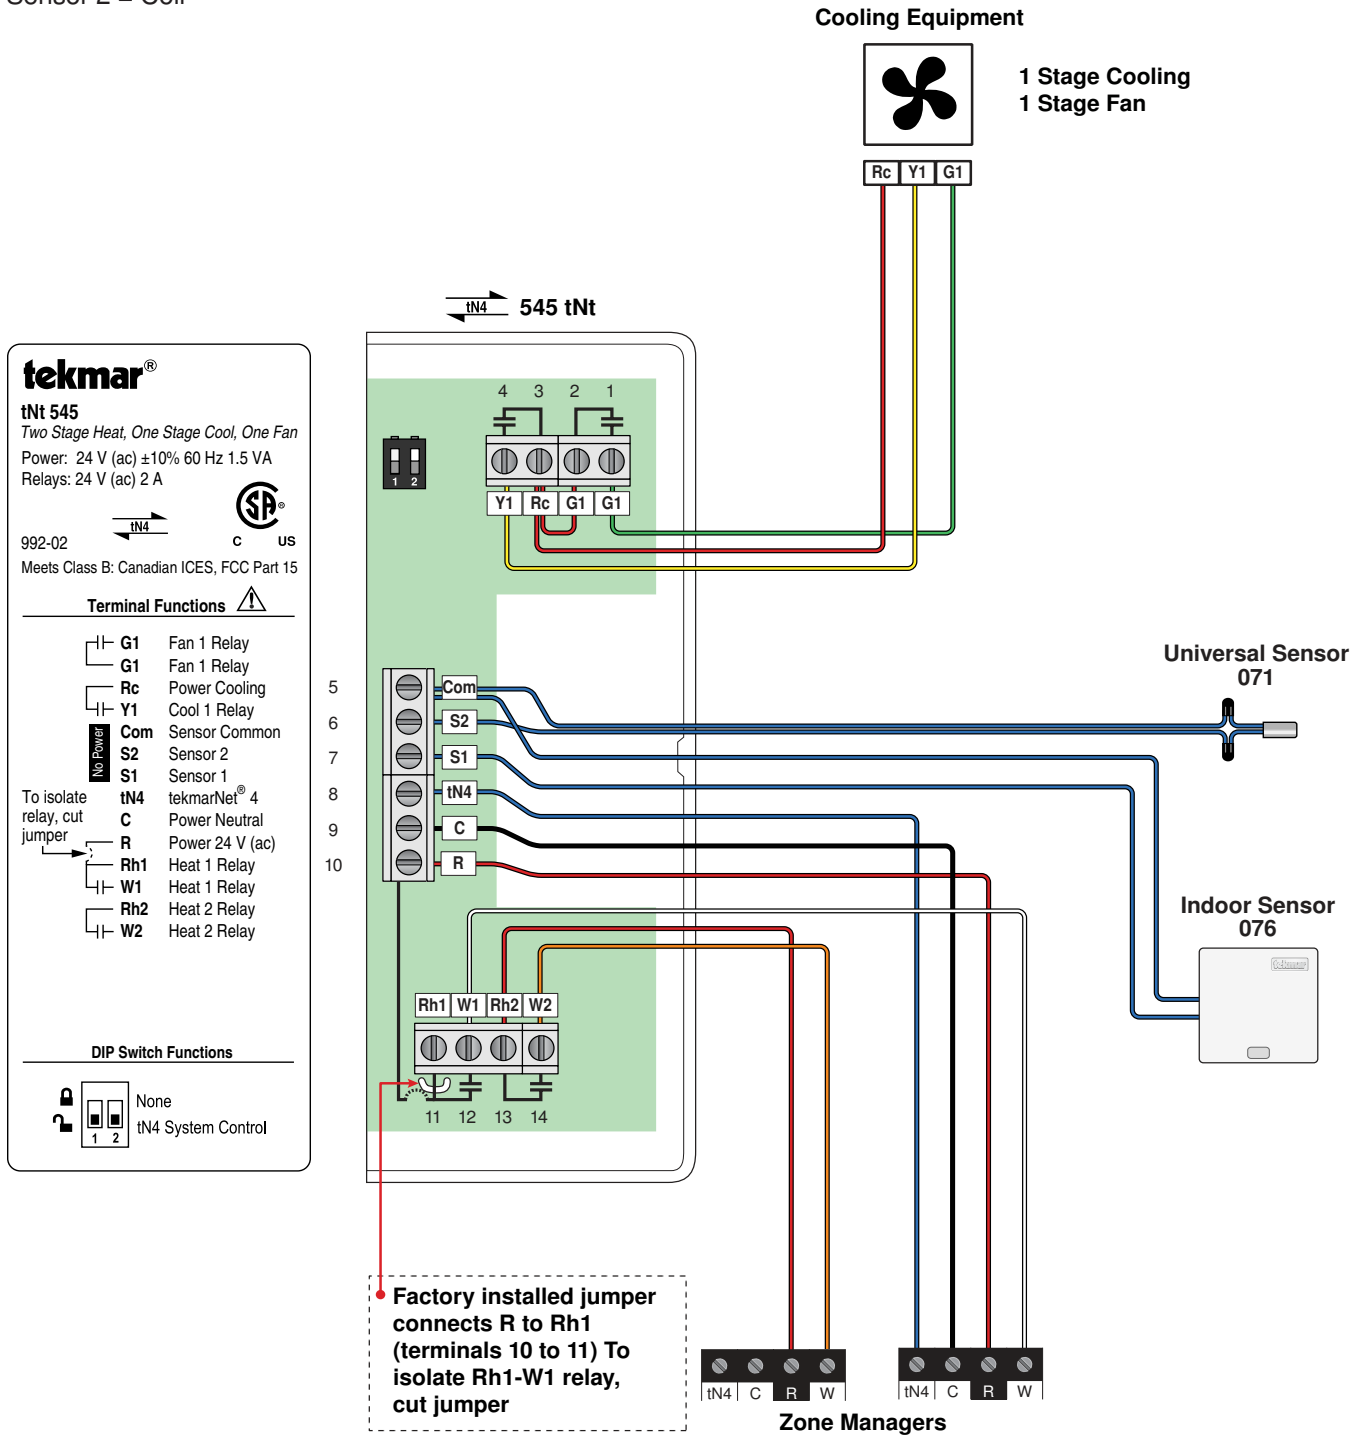 Cooling Equipment
1 Stage Cooling
1 Stage Fan
Rc Y1 G1
tN4 545 tNt
tekmar®
tNt 545
Two Stage Heat, One Stage Cool, One Fan
Power: 24 V (ac) ±10% 60 Hz 1.5 VA
Relays: 24 V (ac) 2 A
SA®
C US
992-02
tN4
Meets Class B: Canadian ICES, FCC Part 15
Terminal Functions
G1 Fan 1 Relay
G1 Fan 1 Relay
Rc Power Cooling
Y1 Cool 1 Relay
No Power
Com Sensor Common
S2 Sensor 2
S1 Sensor 1
tN4 tekmarNet® 4
C Power Neutral
R Power 24 V (ac)
Rh1 Heat 1 Relay
W1 Heat 1 Relay
Rh2 Heat 2 Relay
W2 Heat 2 Relay
To isolate
relay, cut
jumper
DIP Switch Functions
None
tN4 System Control
1 2
4 3 2 1
1 2
Y1 Rc G1 G1
5 Com
6 S2
7 S1
8 tN4
9 C
10 R
Universal Sensor
071
Indoor Sensor
076
tekmar
Rh1 W1 Rh2 W2
11 12 13 14
Factory installed jumper
connects R to Rh1
(terminals 10 to 11) To
isolate Rh1-W1 relay,
cut jumper
tN4 C R W
tN4 C R W
Zone Managers